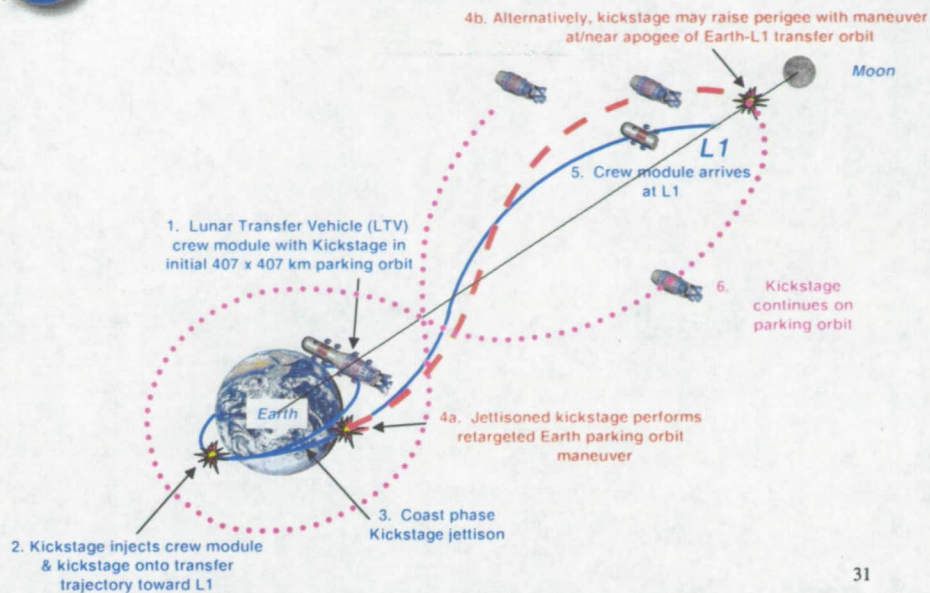 4b. Alternatively, kickstage may raise perigee with maneuver
at/near apogee of Earth-L1 transfer orbit
Moon
L1
5. Crew module arrives
at L1
1. Lunar Transfer Vehicle (LTV)
crew module with Kickstage in
initial 407 x 407 km parking orbit
6. Kickstage
continues on
parking orbit
Earth
4a. Jettisoned kickstage performs
retargeted Earth parking orbit
maneuver
3. Coast phase
Kickstage jettison
2. Kickstage injects crew module
& kickstage onto transfer
trajectory toward L1
31